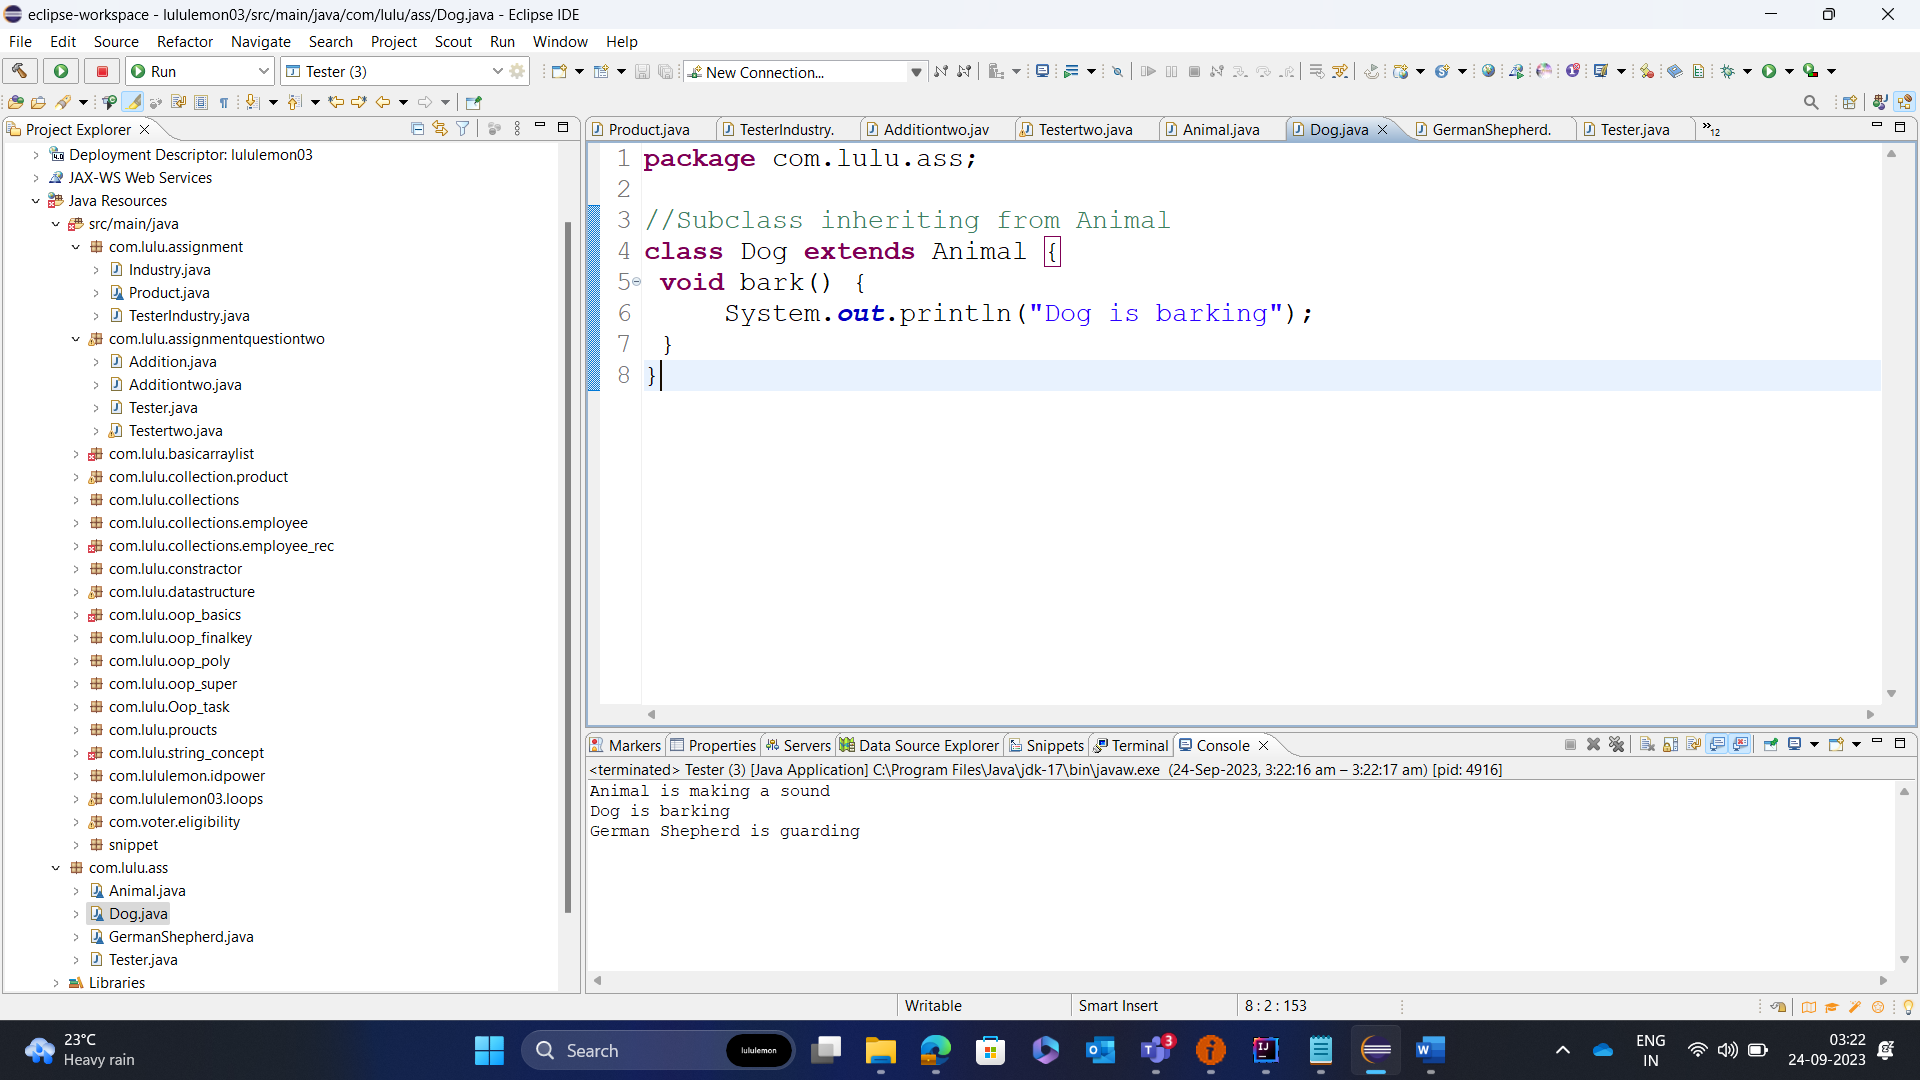 eclipse-workspace - lululemon03/src/main/java/com/lulu/ass/Dog.java - Eclipse IDE
File Edit Source Refactor Navigate Search Project Scout Run Window Help
Run Tester (3) New Connection...
Project Explorer
Deployment Descriptor: lululemon03
JAX-WS Web Services
Java Resources
src/main/java
com.lulu.assignment
Industry.java
Product.java
TesterIndustry.java
com.lulu.assignmentquestiontwo
Addition.java
Additiontwo.java
Tester.java
Testertwo.java
com.lulu.basicarraylist
com.lulu.collection.product
com.lulu.collections
com.lulu.collections.employee
com.lulu.collections.employee_rec
com.lulu.constractor
com.lulu.datastructure
com.lulu.oop_basics
com.lulu.oop_finalkey
com.lulu.oop_poly
com.lulu.oop_super
com.lulu.Oop_task
com.lulu.proucts
com.lulu.string_concept
com.lululemon.idpower
com.lululemon03.loops
com.voter.eligibility
snippet
com.lulu.ass
Animal.java
Dog.java
GermanShepherd.java
Tester.java
Libraries
Product.java TesterIndustry. Additiontwo.jav Testertwo.java Animal.java Dog.java GermanShepherd. Tester.java »12
1 package com.lulu.ass;
2
3 //Subclass inheriting from Animal
4 class Dog extends Animal {
5 void bark() {
6 System.out.println("Dog is barking");
7 }
8 }
Markers Properties Servers Data Source Explorer Snippets Terminal Console
<terminated> Tester (3) [Java Application] C:\Program Files\Java\jdk-17\bin\javaw.exe (24-Sep-2023, 3:22:16 am – 3:22:17 am) [pid: 4916]
Animal is making a sound
Dog is barking
German Shepherd is guarding
Writable Smart Insert 8 : 2 : 153
23°C
Heavy rain
Search
lululemon
3
ENG
IN
03:22
24-09-2023